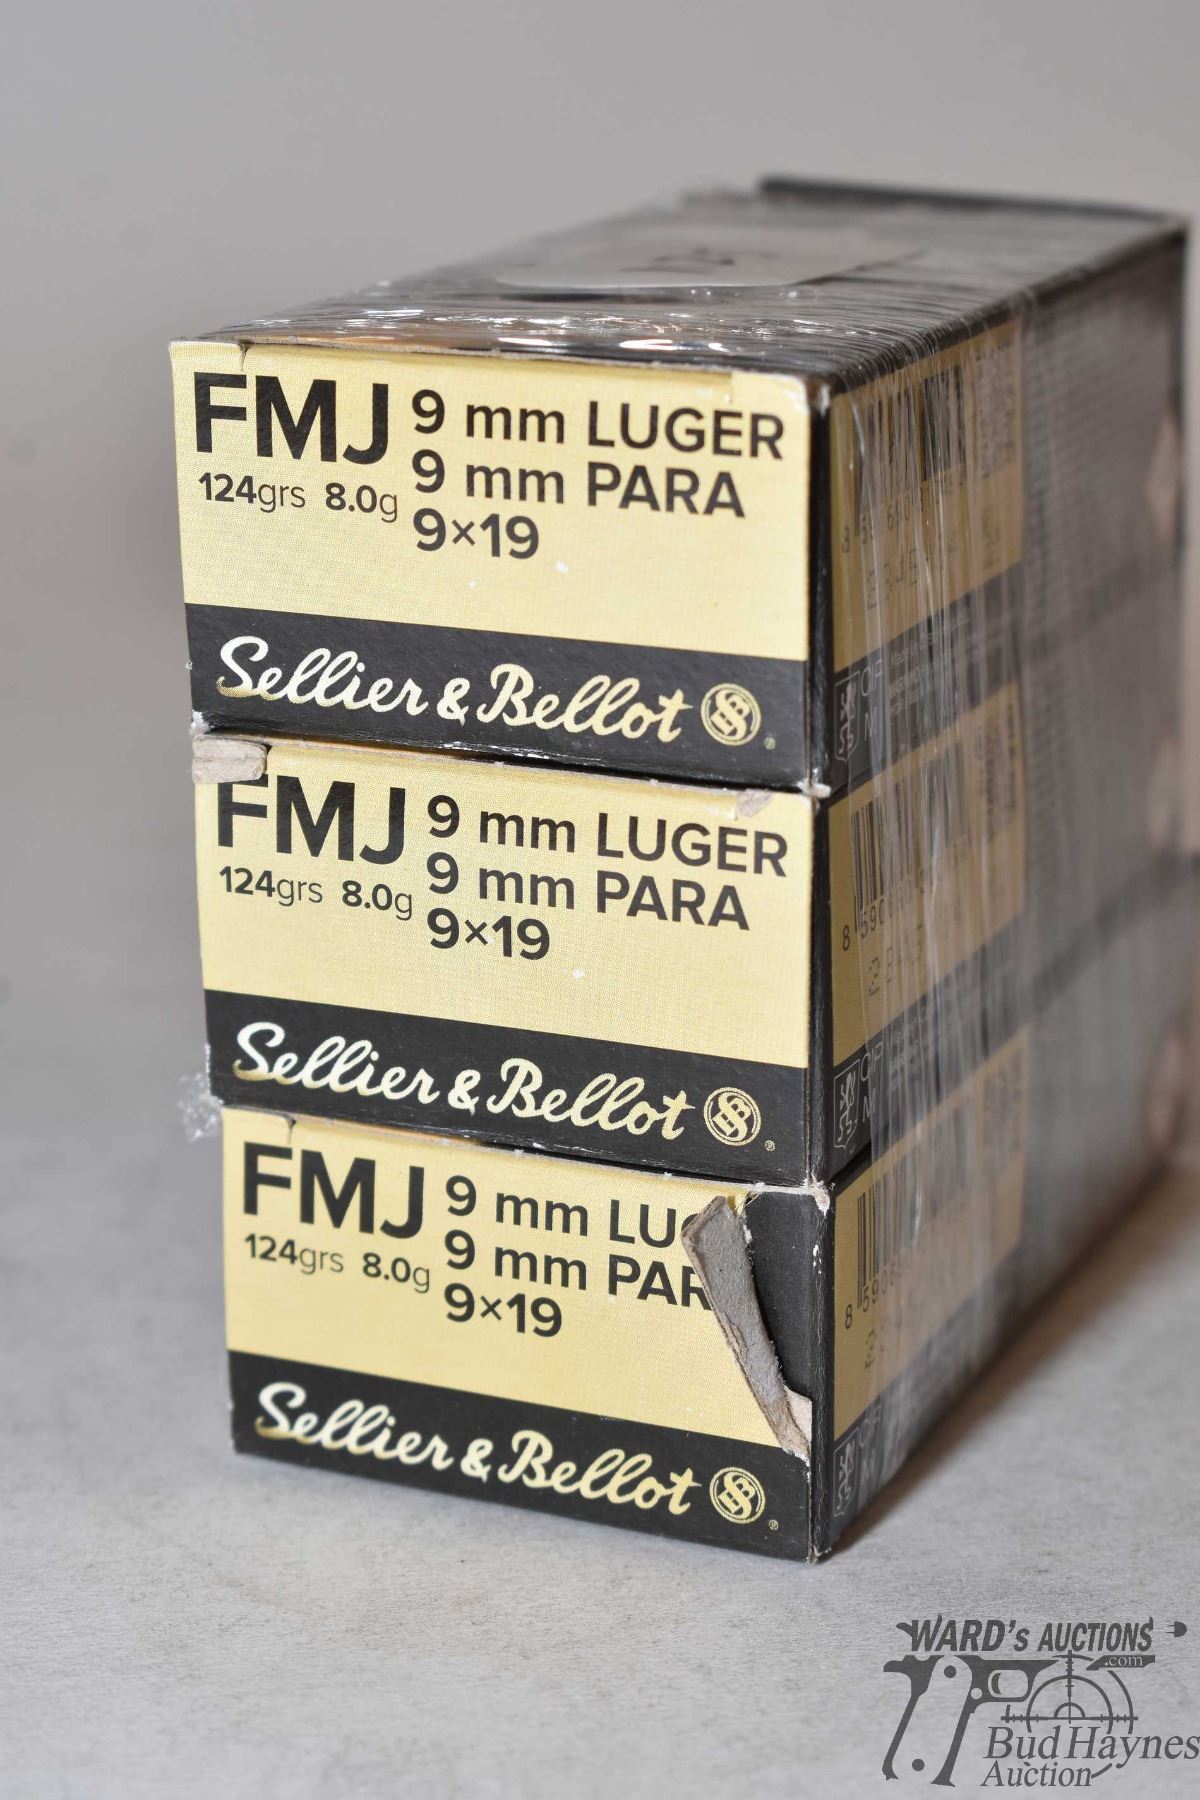 FMJ 9 mm LUGER
9 mm PARA
124grs 8.0g
9×19
Sellier & Bellot
FMJ 9 mm LUGER
9 mm PARA
124grs 8.0g
9×19
Sellier & Bellot
FMJ 9 mm LUG
9 mm PAR
124grs 8.0g
9×19
Sellier & Bellot
WARD's AUCTIONS
.com
Bud Haynes
Auction